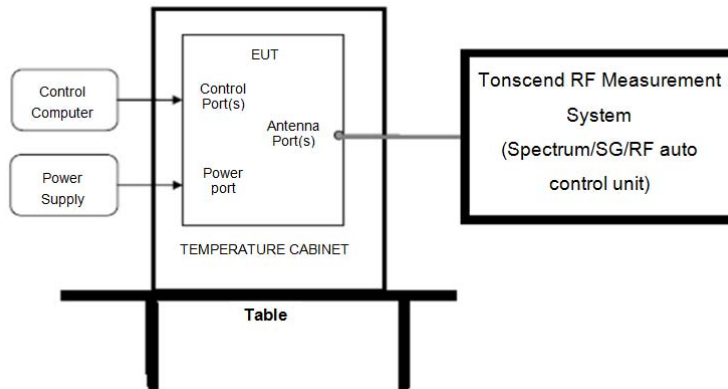 EUT
Control
Computer
Control
Port(s)
Antenna
Port(s)
Power
Supply
Power
port
TEMPERATURE CABINET
Table
Tonscend RF Measurement
System
(Spectrum/SG/RF auto
control unit)